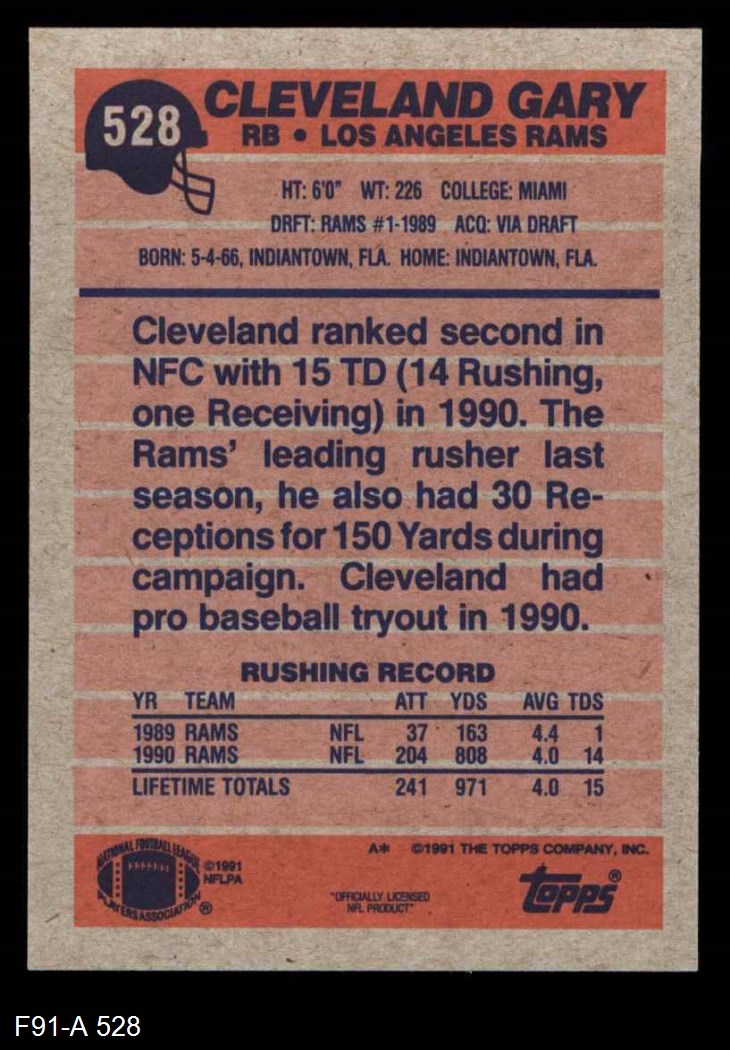 528
CLEVELAND GARY
RB • LOS ANGELES RAMS
HT: 6'0" WT: 226 COLLEGE: MIAMI
DRFT: RAMS #1-1989 ACQ: VIA DRAFT
BORN: 5-4-66, INDIANTOWN, FLA. HOME: INDIANTOWN, FLA.
Cleveland ranked second in
NFC with 15 TD (14 Rushing,
one Receiving) in 1990. The
Rams' leading rusher last
season, he also had 30 Re-
ceptions for 150 Yards during
campaign. Cleveland had
pro baseball tryout in 1990.
RUSHING RECORD
YR TEAM ATT YDS AVG TDS
1989 RAMS NFL 37 163 4.4 1
1990 RAMS NFL 204 808 4.0 14
LIFETIME TOTALS 241 971 4.0 15
NATIONAL FOOTBALL LEAGUE
PLAYERS ASSOCIATION ®
©1991
NFLPA
A* ©1991 THE TOPPS COMPANY, INC.
"OFFICIALLY LICENSED
NFL PRODUCT"
Topps®
F91-A 528